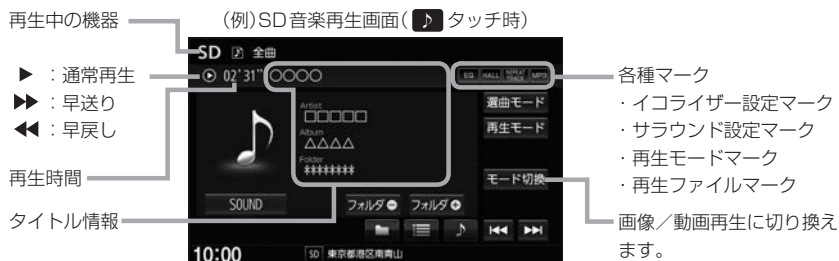 再生中の機器
(例)SD音楽再生画面( ♪ タッチ時)
▶ :通常再生
▶▶ :早送り
◀◀ :早戻し
再生時間
タイトル情報
SD ♪ 全曲
02'31" ○○○○
EQ HALL REPEAT TRACK MP3
Artist
□□□□□
Album
△△△△
Folder
********
選曲モード
再生モード
モード切換
SOUND
フォルダ⊖ フォルダ⊕
10:00 SD 東京都港区南青山
各種マーク
・イコライザー設定マーク
・サラウンド設定マーク
・再生モードマーク
・再生ファイルマーク
画像/動画再生に切り換え
ます。